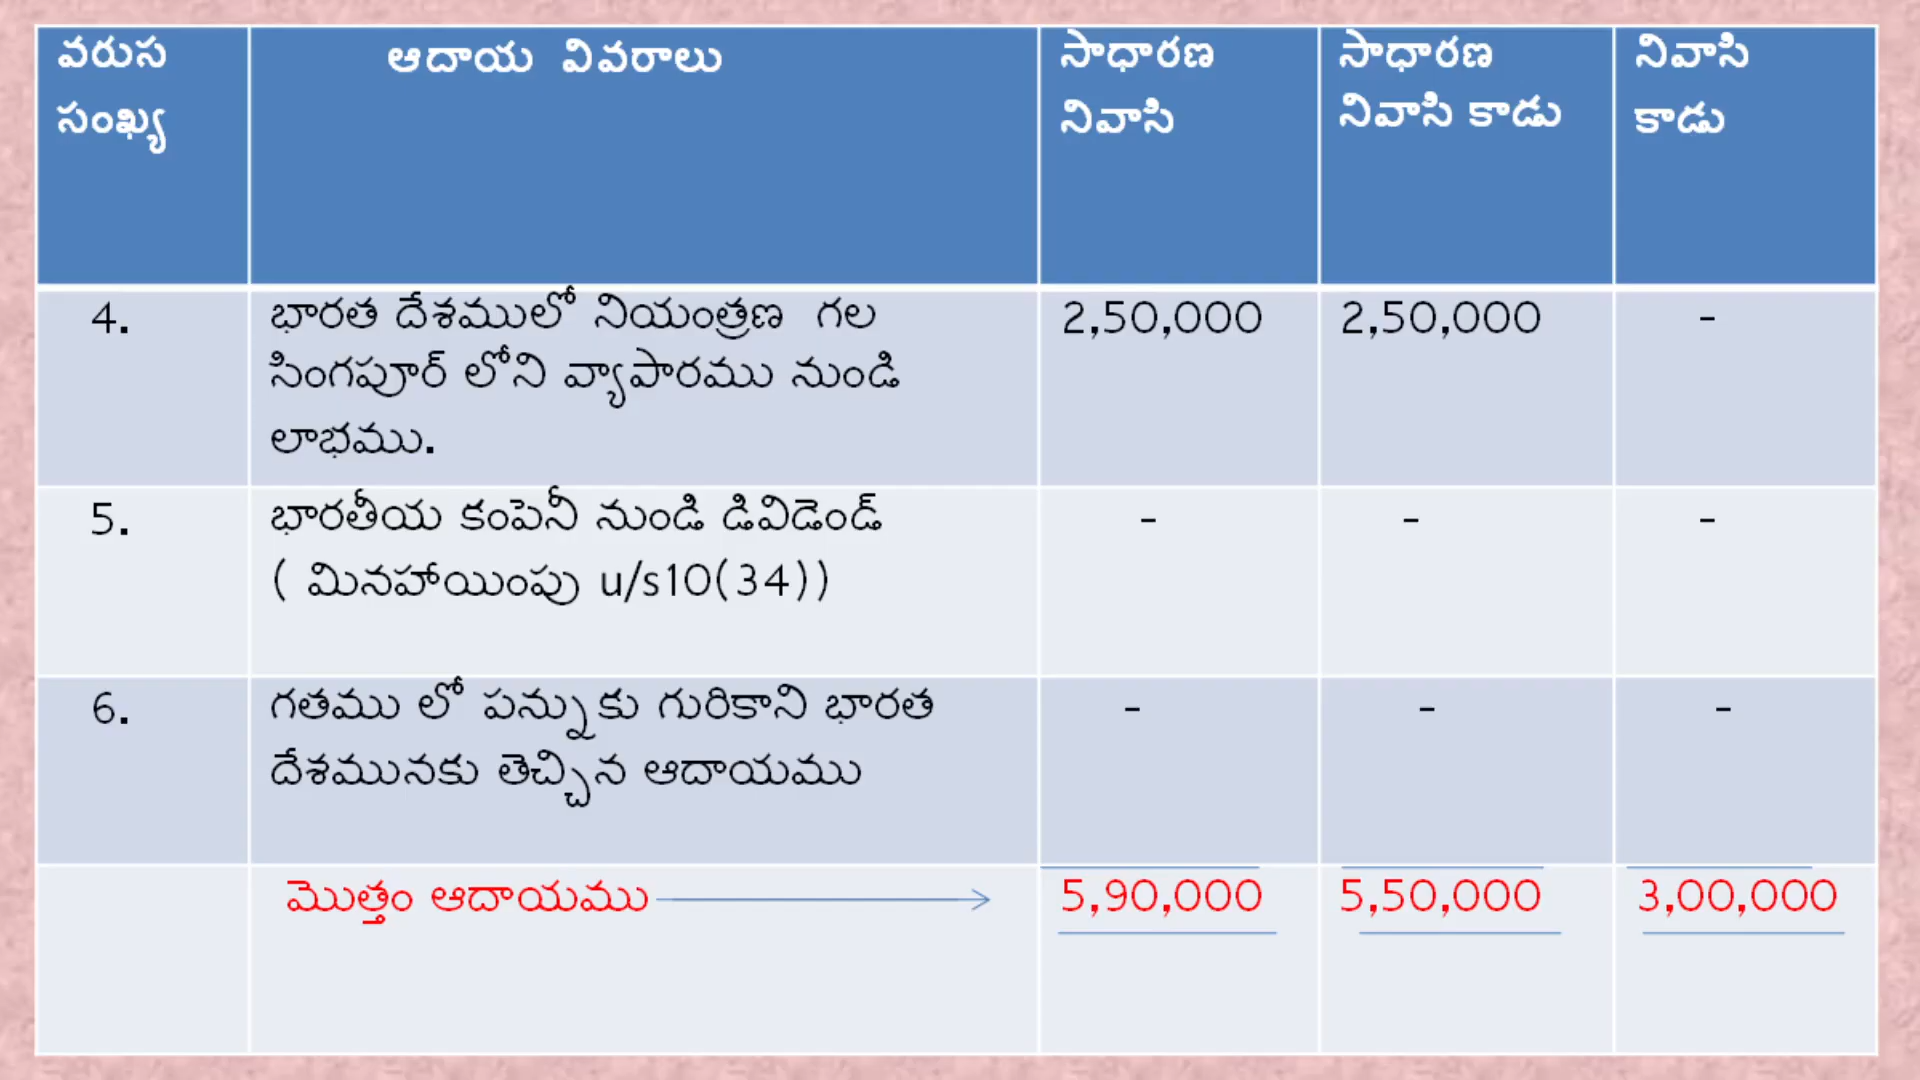 వరుస సంఖ్య ఆదాయ వివరాలు సాధారణ నివాసి సాధారణ నివాసి కాడు నివాసి కాడు
4. భారత దేశములో నియంత్రణ గల 2,50,000 2,50,000 -
సింగపూర్ లోని వ్యాపారము నుండి
లాభము.
5. భారతీయ కంపెనీ నుండి డివిడెండ్ - - -
( మినహాయింపు u/s10(34))
6. గతము లో పన్నుకు గురికాని భారత - - -
దేశమునకు తెచ్చిన ఆదాయము
మొత్తం ఆదాయము 5,90,000 5,50,000 3,00,000